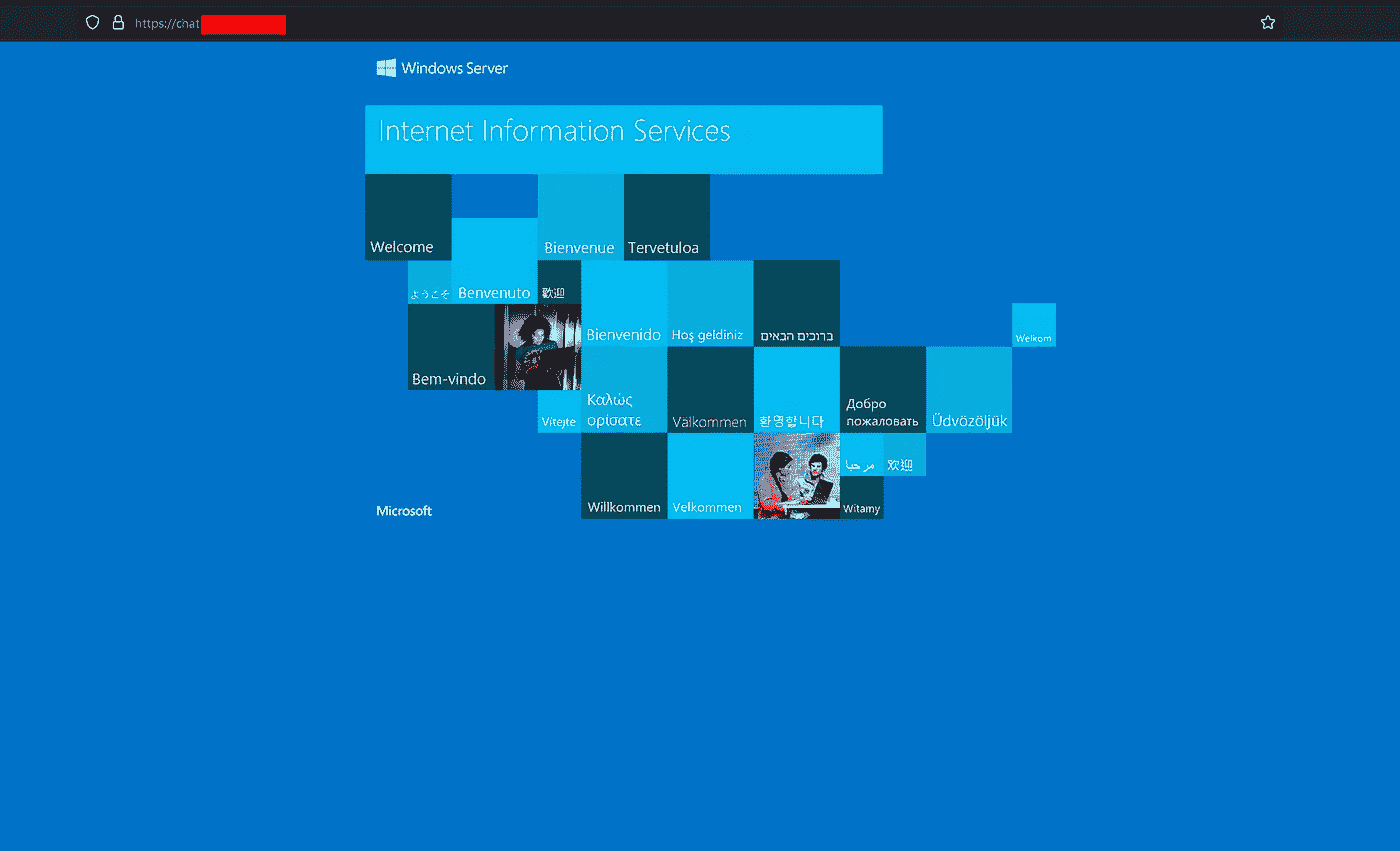 https://chat
Windows Server
Internet Information Services
Welcome
Bienvenue
Tervetuloa
ようこそ
Benvenuto
歡迎
Bienvenido
Hoş geldiniz
ברוכים הבאים
Welkom
Bem-vindo
Vítejte
Καλώς
ορίσατε
Välkommen
환영합니다
Добро
пожаловать
Üdvözöljük
Microsoft
Willkommen
Velkommen
مرحبا
欢迎
Witamy